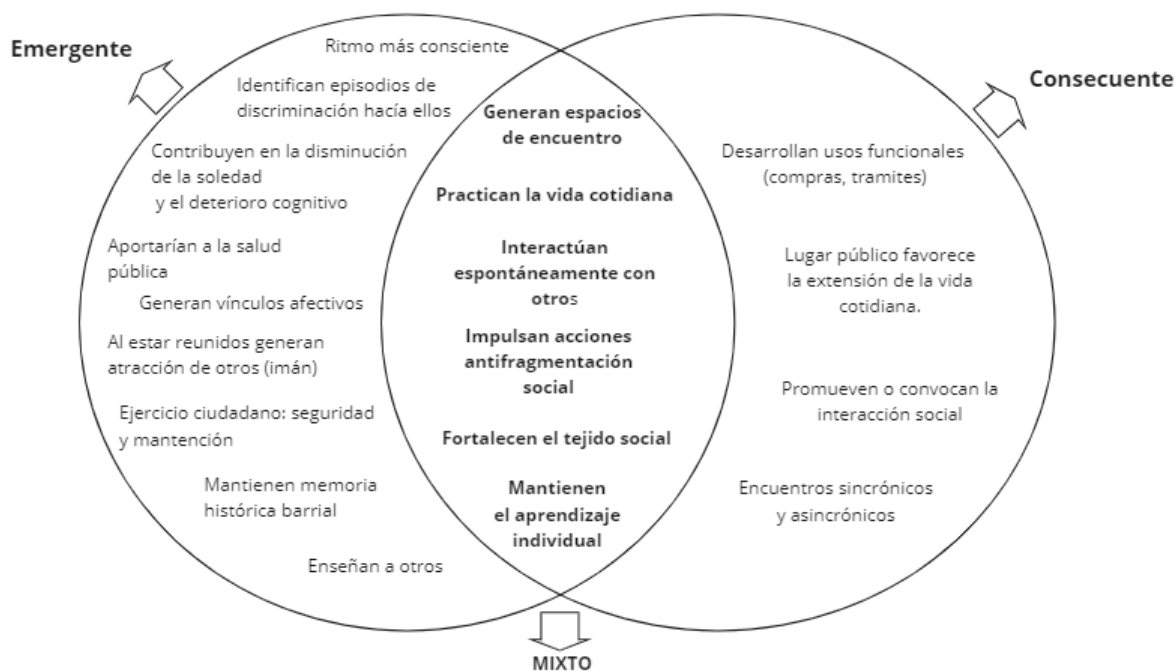 Emergente
Ritmo más consciente
Identifican episodios de
discriminación hacía ellos
Contribuyen en la disminución
de la soledad
y el deterioro cognitivo
Aportarían a la salud
pública
Generan vínculos afectivos
Al estar reunidos generan
atracción de otros (imán)
Ejercicio ciudadano: seguridad
y mantención
Mantienen memoria
histórica barrial
Enseñan a otros
Generan espacios
de encuentro
Practican la vida cotidiana
Interactúan
espontáneamente con
otros
Impulsan acciones
antifragmentación
social
Fortalecen el tejido social
Mantienen
el aprendizaje
individual
MIXTO
Consecuente
Desarrollan usos funcionales
(compras, tramites)
Lugar público favorece
la extensión de la vida
cotidiana.
Promueven o convocan la
interacción social
Encuentros sincrónicos
y asincrónicos